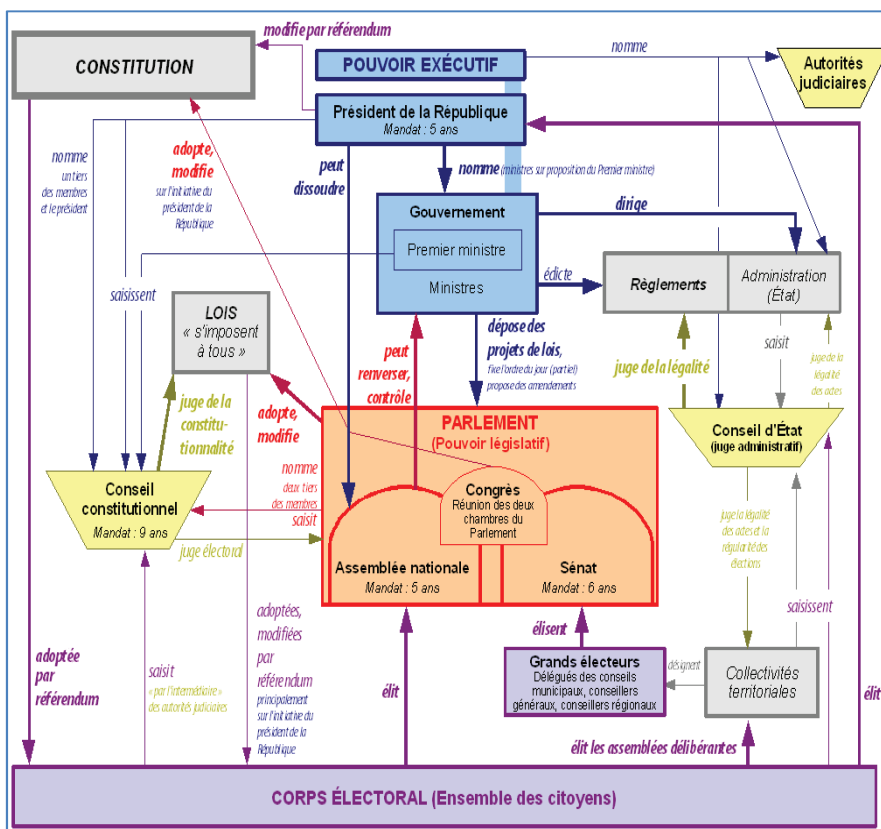 modifie par référendum
CONSTITUTION
POUVOIR EXÉCUTIF
nomme
Autorités
judiciaires
Président de la République
Mandat : 5 ans
nomme
un tiers
des membres
et le président
adopte,
modifie
sur l'initiative du
président de la
République
peut
dissoudre
nomme (ministres sur proposition du Premier ministre)
Gouvernement
Premier ministre
Ministres
dirige
édicte
Règlements
Administration
(État)
saisissent
LOIS
« s'imposent
à tous »
peut
renverser,
contrôle
dépose des
projets de lois,
fixe l'ordre du jour (partiel)
propose des amendements
juge de la légalité
saisit
juge de la
légalité
des actes
juge de la
constitu-
tionnalité
adopte,
modifie
PARLEMENT
(Pouvoir législatif)
Conseil d'État
(juge administratif)
Conseil
constitutionnel
Mandat : 9 ans
nomme
deux tiers
des membres
saisit
juge électoral
Congrès
Réunion des deux
chambres du
Parlement
Assemblée nationale
Mandat : 5 ans
Sénat
Mandat : 6 ans
juge la légalité
des actes et la
régularité des
élections
saisissent
adoptée
par
référendum
saisit
« par l'intermédiaire »
des autorités judiciaires
adoptées,
modifiées
par
référendum
principalement
sur l'initiative du
président de la
République
élit
élisent
Grands électeurs
Délégués des conseils
municipaux, conseillers
généraux, conseillers régionaux
désignent
Collectivités
territoriales
élit
élit les assemblées délibérantes
CORPS ÉLECTORAL (Ensemble des citoyens)